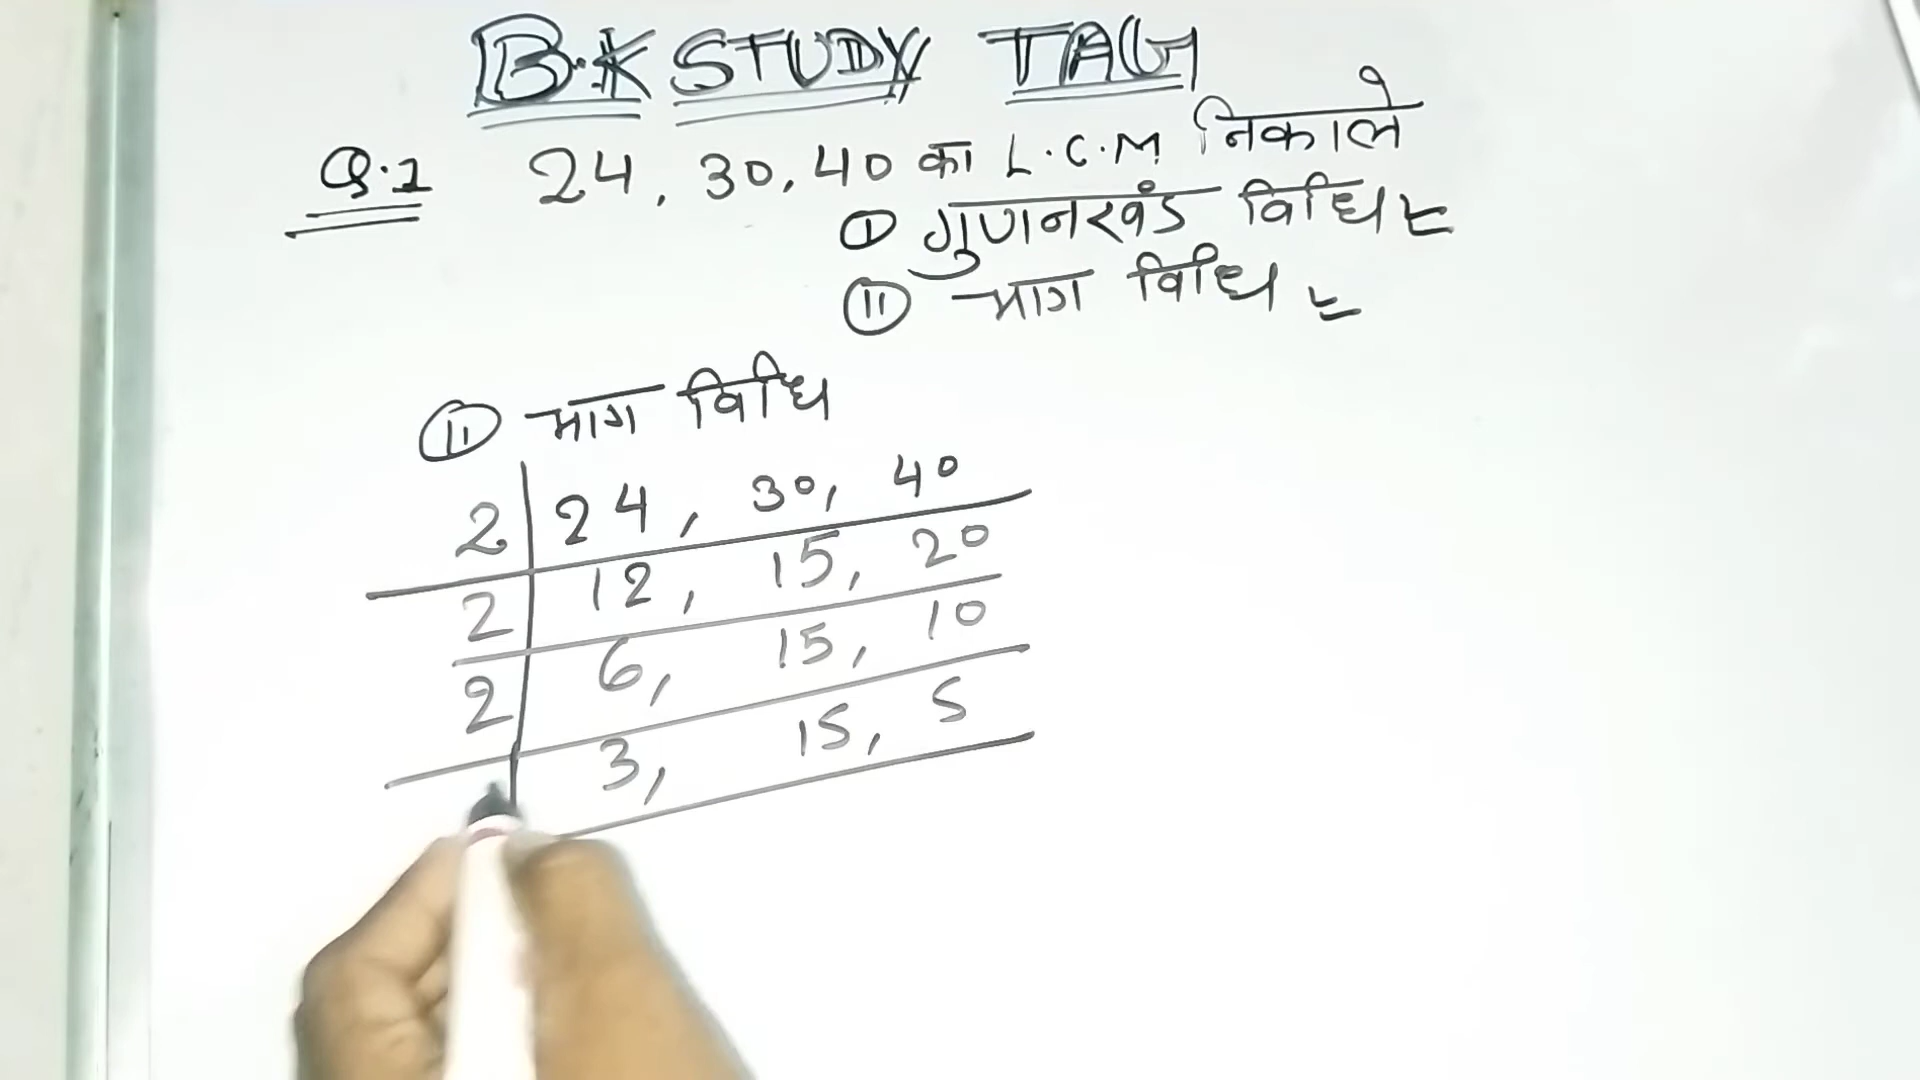 B.K STUDY TAG
Q.1 24, 30, 40 का L.C.M निकाले
I गुणनखंड विधि
II भाग विधि
II भाग विधि
2 24, 30, 40
2 12, 15, 20
2 6, 15, 10
3, 15, 5